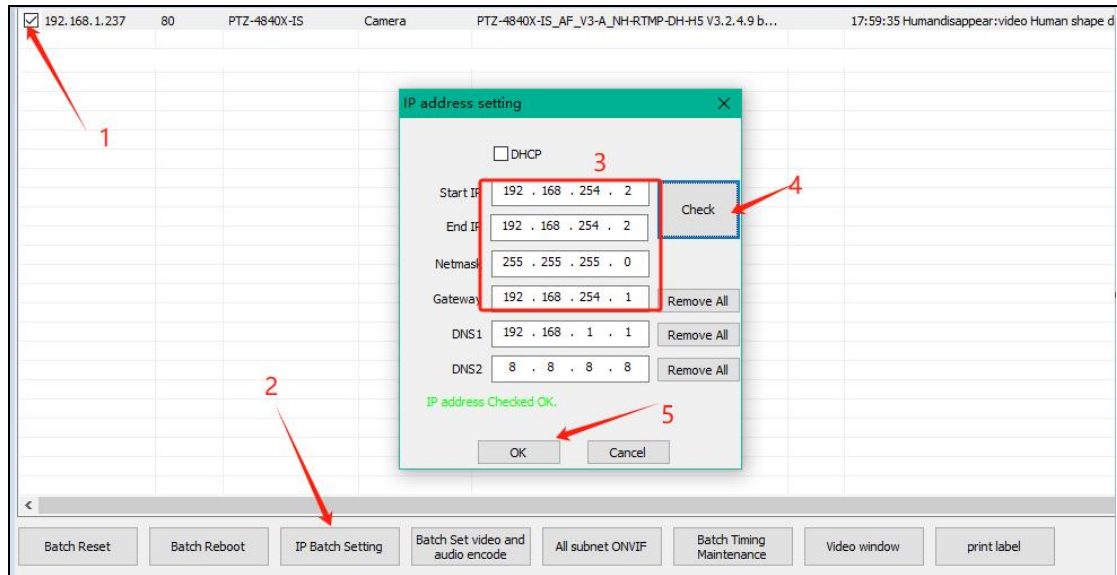 192.168.1.237 80 PTZ-4840X-IS Camera PTZ-4840X-IS_AF_V3-A_NH-RTMP-DH-H5 V3.2.4.9 b... 17:59:35 Humandisappear:video Human shape d
1
IP address setting
DHCP
3
Start IP 192 . 168 . 254 . 2
Check
4
End IP 192 . 168 . 254 . 2
Netmask 255 . 255 . 255 . 0
Gateway 192 . 168 . 254 . 1 Remove All
DNS1 192 . 168 . 1 . 1 Remove All
DNS2 8 . 8 . 8 . 8 Remove All
IP address Checked OK.
2
5
OK Cancel
Batch Reset
Batch Reboot
IP Batch Setting
Batch Set video and
audio encode
All subnet ONVIF
Batch Timing
Maintenance
Video window
print label